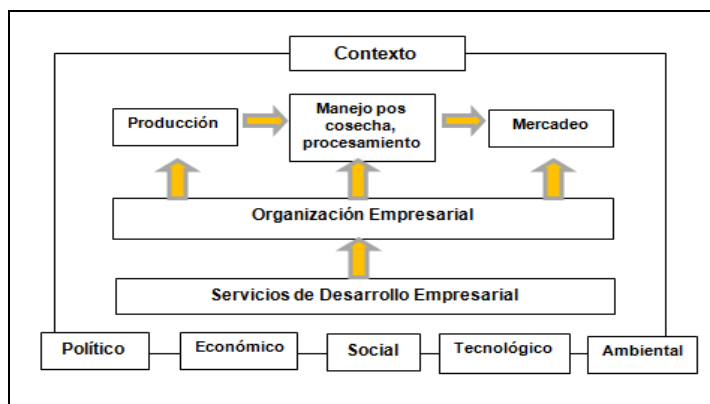 Contexto
Producción
Manejo pos
cosecha,
procesamiento
Mercadeo
Organización Empresarial
Servicios de Desarrollo Empresarial
Político
Económico
Social
Tecnológico
Ambiental